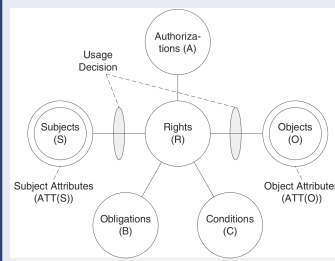 Authoriza-
tions (A)
Usage
Decision
Subjects
(S)
Rights
(R)
Objects
(O)
Subject Attributes
(ATT(S))
Object Attributes
(ATT(O))
Obligations
(B)
Conditions
(C)